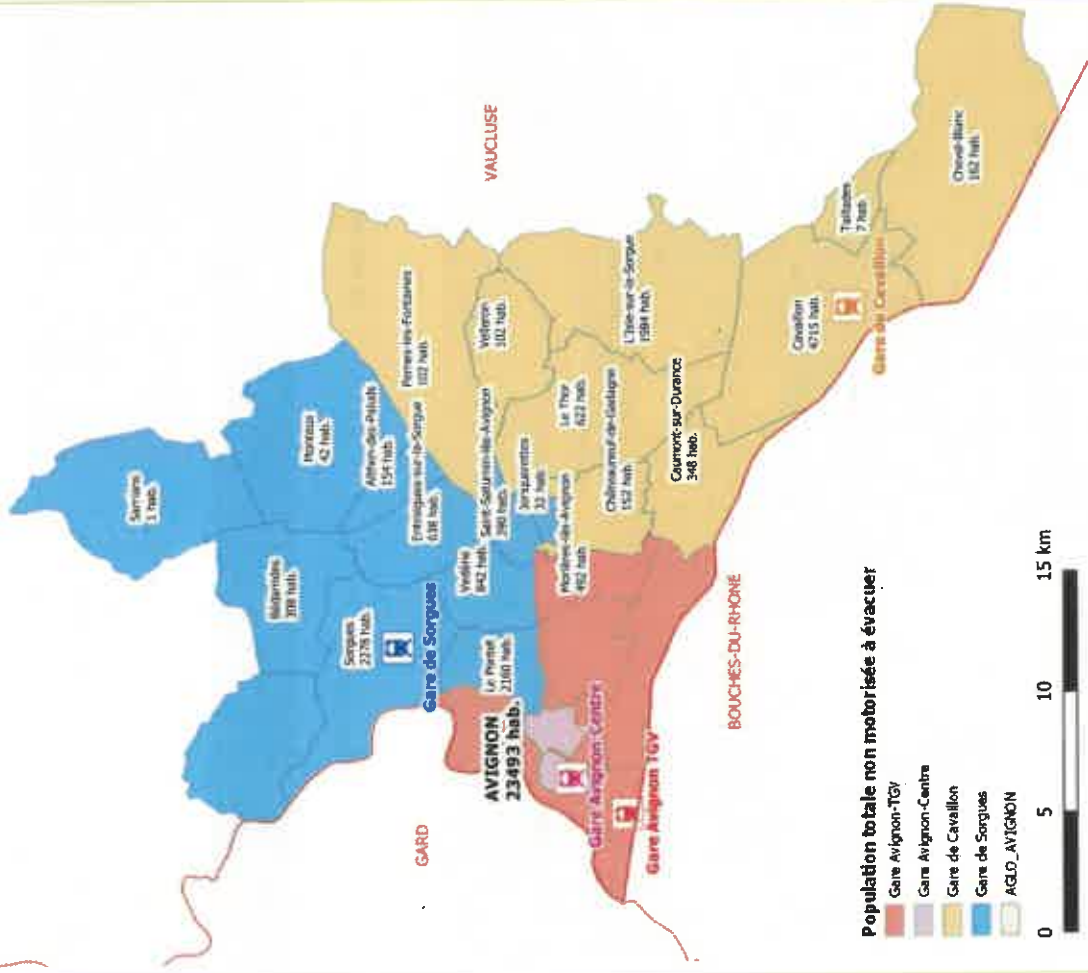 VAUCLUSE
Sarrians
1 hab.
Monteux
42 hab.
Althen-des-Paluds
154 hab.
Bédarrides
308 hab.
Entraigues-sur-la-Sorgue
638 hab.
Pernes-les-Fontaines
102 hab.
Velleron
102 hab.
Sorgues
2276 hab.
Gare de Sorgues
Vedène
842 hab.
Saint-Saturnin-lès-Avignon
290 hab.
Jonquerettes
32 hab.
Le Thor
622 hab.
L'Isle-sur-la-Sorgue
1584 hab.
Le Pontet
2160 hab.
Morières-lès-Avignon
492 hab.
Châteauneuf-de-Gadagne
152 hab.
Caumont-sur-Durance
348 hab.
Cavaillon
4715 hab.
Gare de Cavaillon
Taillades
7 hab.
Cheval-Blanc
162 hab.
AVIGNON
23493 hab.
Gare Avignon Centre
Gare Avignon TGV
GARD
BOUCHES-DU-RHONE
Population totale non motorisée à évacuer
Gare Avignon-TGV
Gare Avignon-Centre
Gare de Cavaillon
Gare de Sorgues
AGLO_AVIGNON
0 5 10 15 km